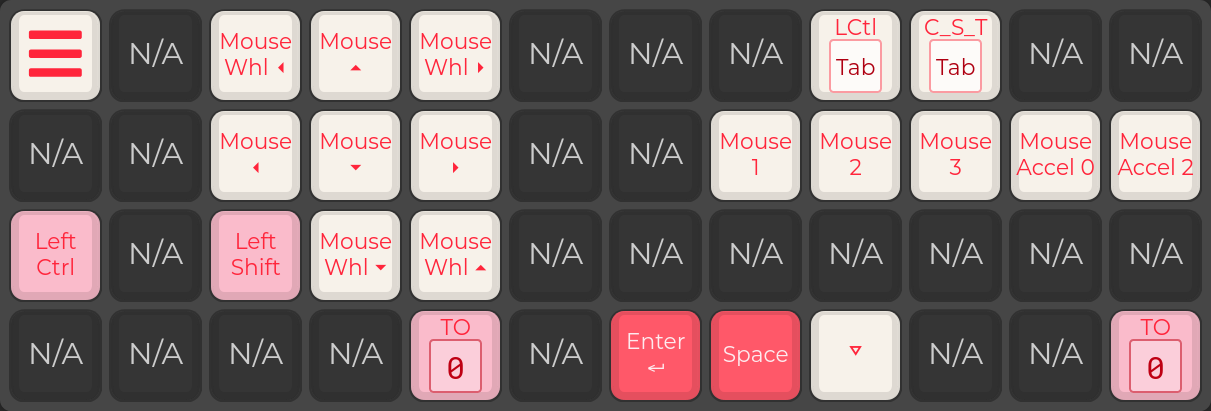 N/A
Mouse
Whl
Mouse
Mouse
Whl
N/A
N/A
N/A
LCtl
Tab
C_S_T
Tab
N/A
N/A
N/A
N/A
Mouse
Mouse
Mouse
N/A
N/A
Mouse
1
Mouse
2
Mouse
3
Mouse
Accel 0
Mouse
Accel 2
Left
Ctrl
N/A
Left
Shift
Mouse
Whl
Mouse
Whl
N/A
N/A
N/A
N/A
N/A
N/A
N/A
N/A
N/A
N/A
N/A
TO
0
N/A
Enter
Space
N/A
N/A
TO
0